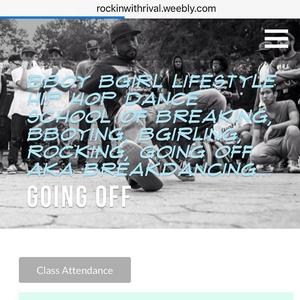 rockinwithrival.weebly.com
BBOY BGIRL LIFESTYLE
HIP HOP DANCE
SCHOOL OF BREAKING,
BBOYING, BGIRLING,
ROCKING, GOING OFF
AKA BREAKDANCING
GOING OFF
Class Attendance